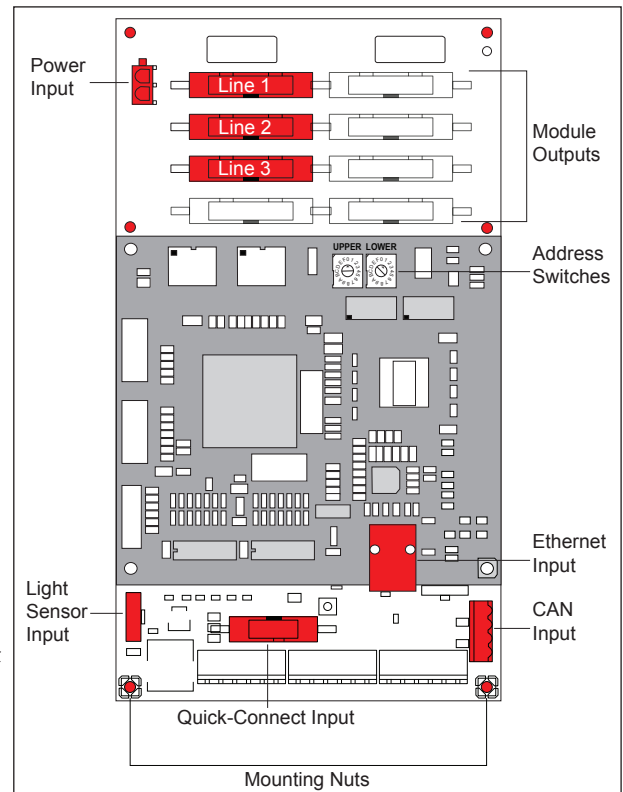 Power
Input
Line 1
Line 2
Line 3
Module
Outputs
UPPER LOWER
Address
Switches
Ethernet
Input
Light
Sensor
Input
CAN
Input
Quick-Connect Input
Mounting Nuts